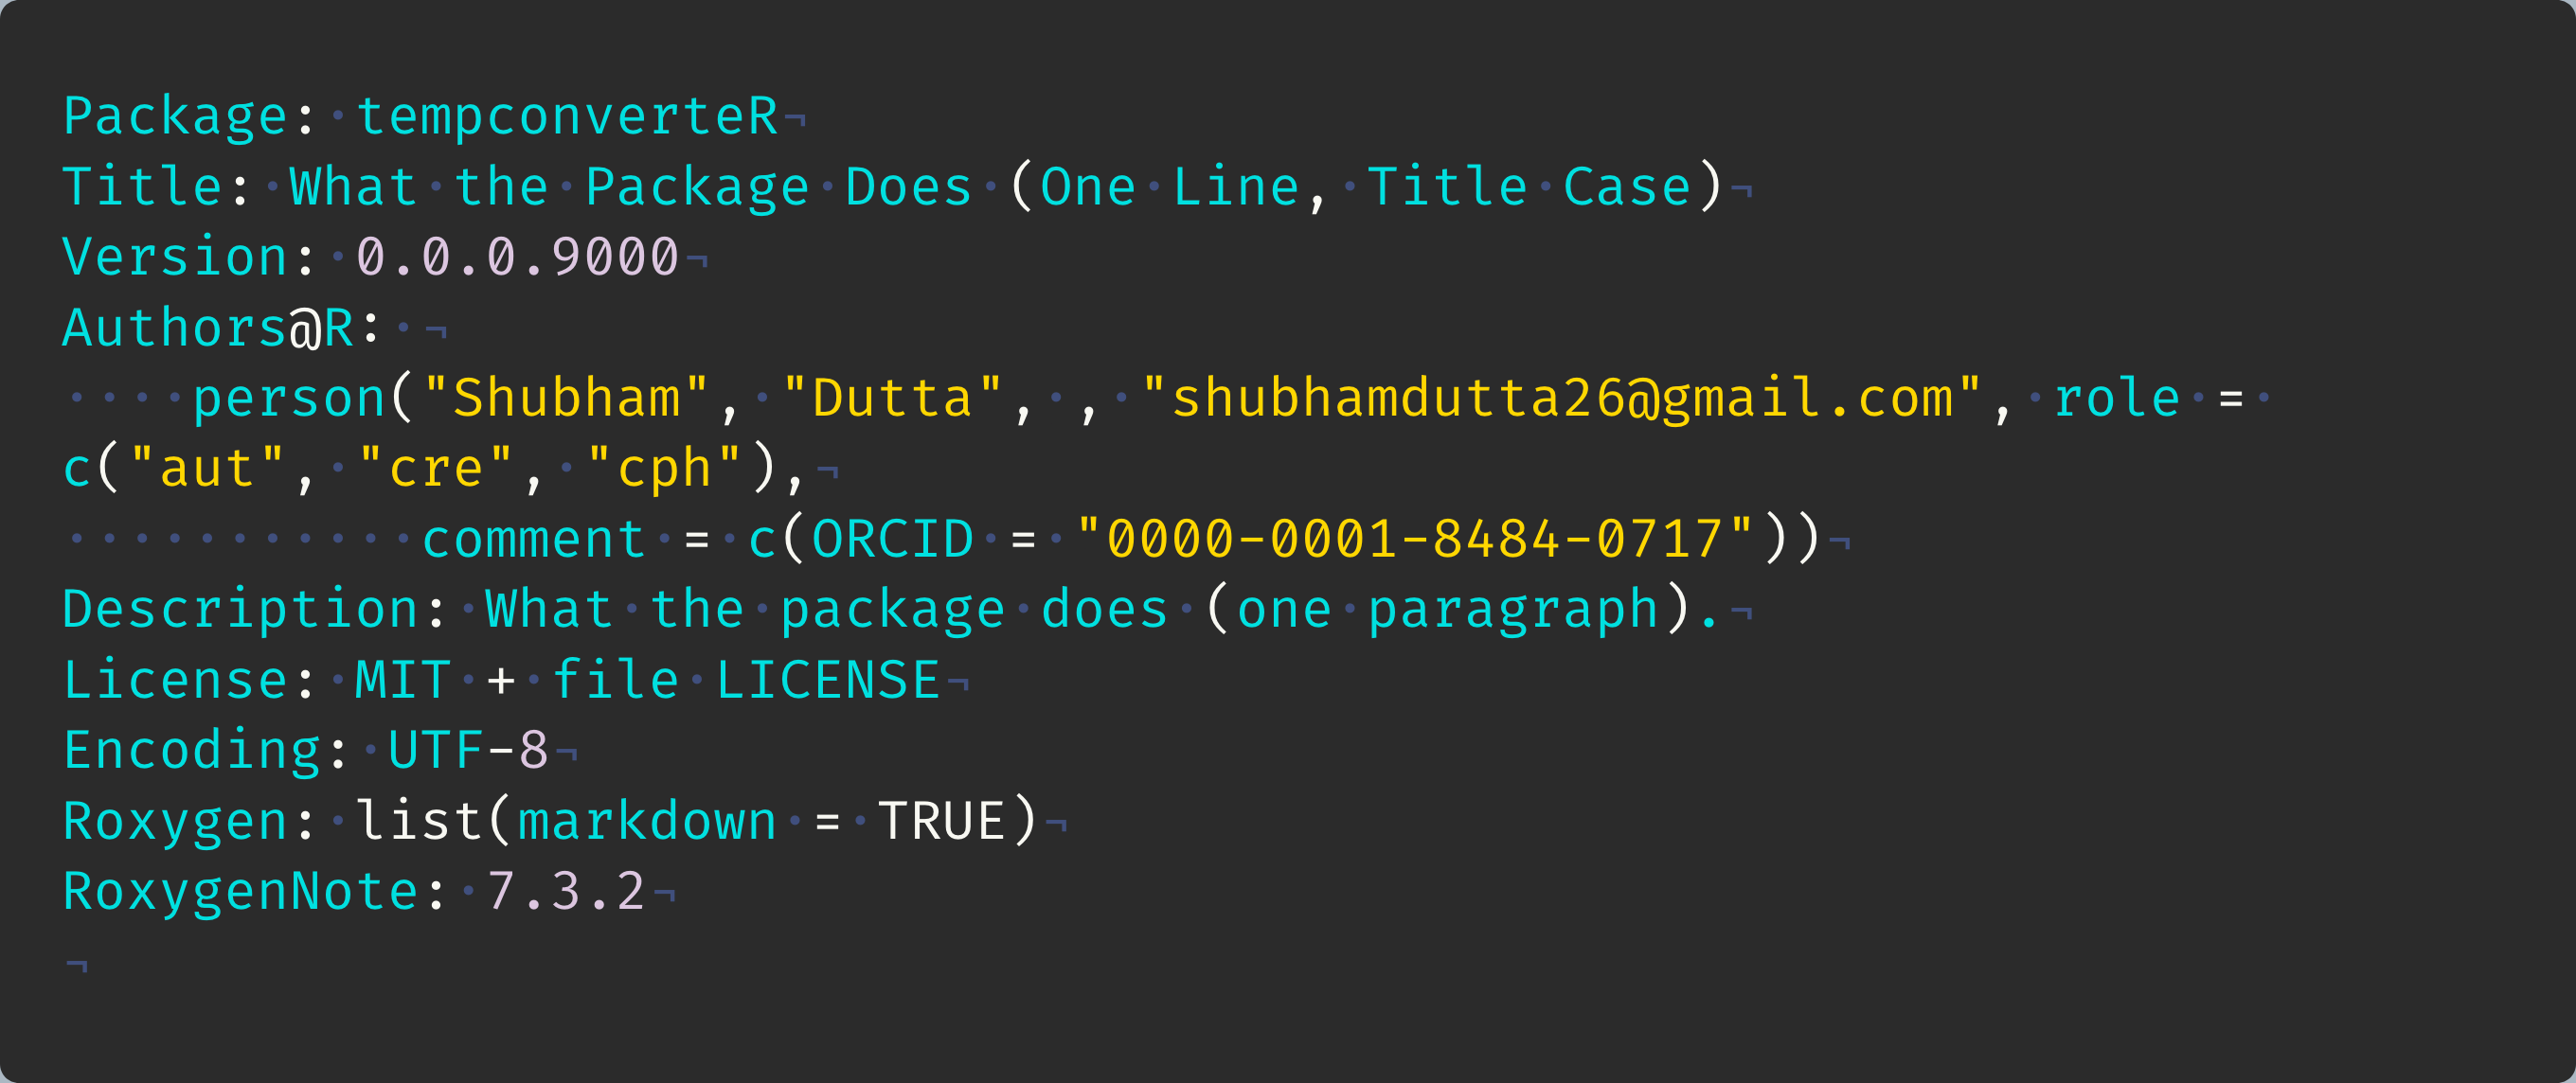 Package: tempconverteR
Title: What the Package Does (One Line, Title Case)
Version: 0.0.0.9000
Authors@R: 
    person("Shubham", "Dutta", , "shubhamdutta26@gmail.com", role = 
c("aut", "cre", "cph"),
           comment = c(ORCID = "0000-0001-8484-0717"))
Description: What the package does (one paragraph).
License: MIT + file LICENSE
Encoding: UTF-8
Roxygen: list(markdown = TRUE)
RoxygenNote: 7.3.2